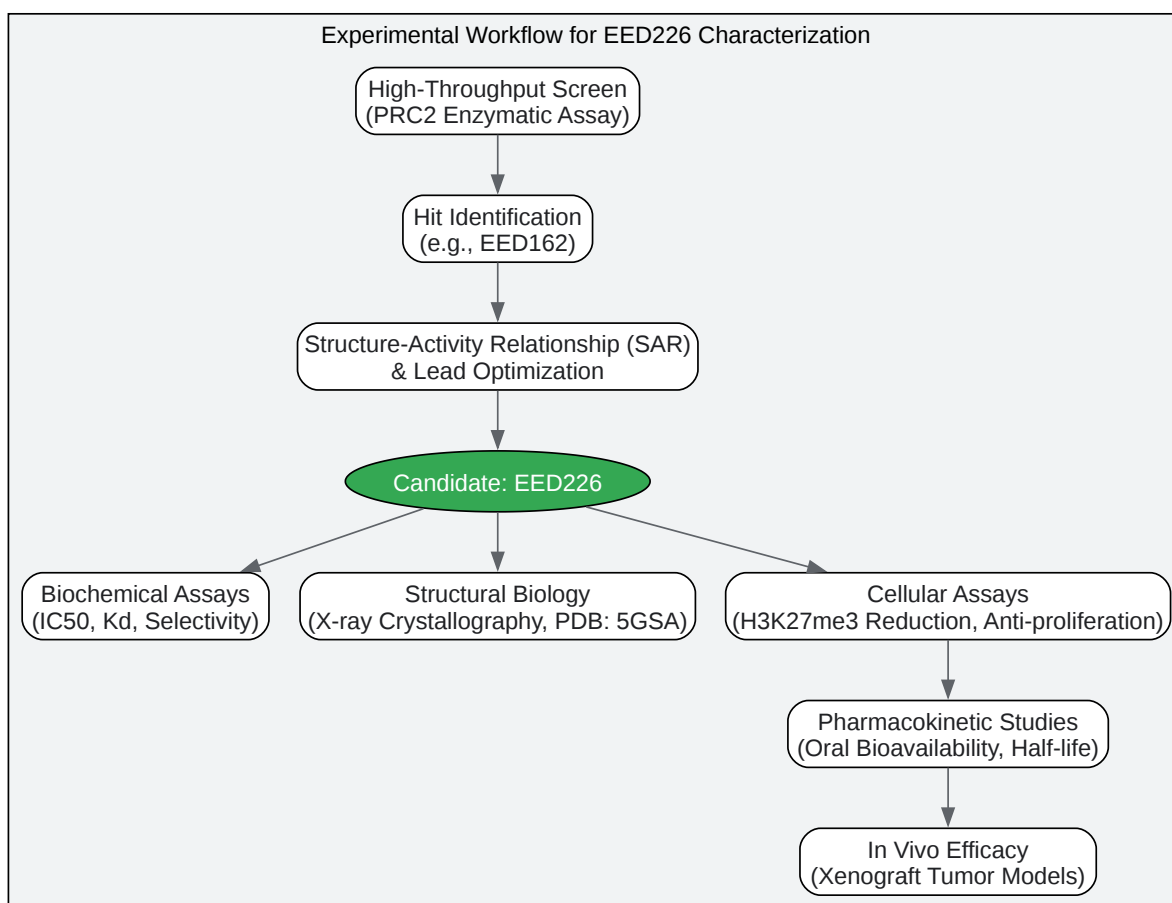 Experimental Workflow for EED226 Characterization
High-Throughput Screen
(PRC2 Enzymatic Assay)
Hit Identification
(e.g., EED162)
Structure-Activity Relationship (SAR)
& Lead Optimization
Candidate: EED226
Biochemical Assays
(IC50, Kd, Selectivity)
Structural Biology
(X-ray Crystallography, PDB: 5GSA)
Cellular Assays
(H3K27me3 Reduction, Anti-proliferation)
Pharmacokinetic Studies
(Oral Bioavailability, Half-life)
In Vivo Efficacy
(Xenograft Tumor Models)